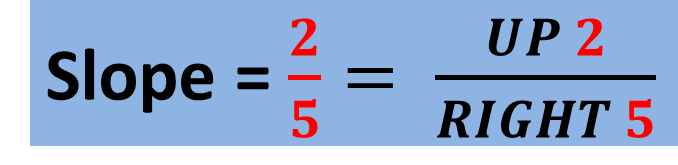 Slope = 2/5 = UP 2/RIGHT 5